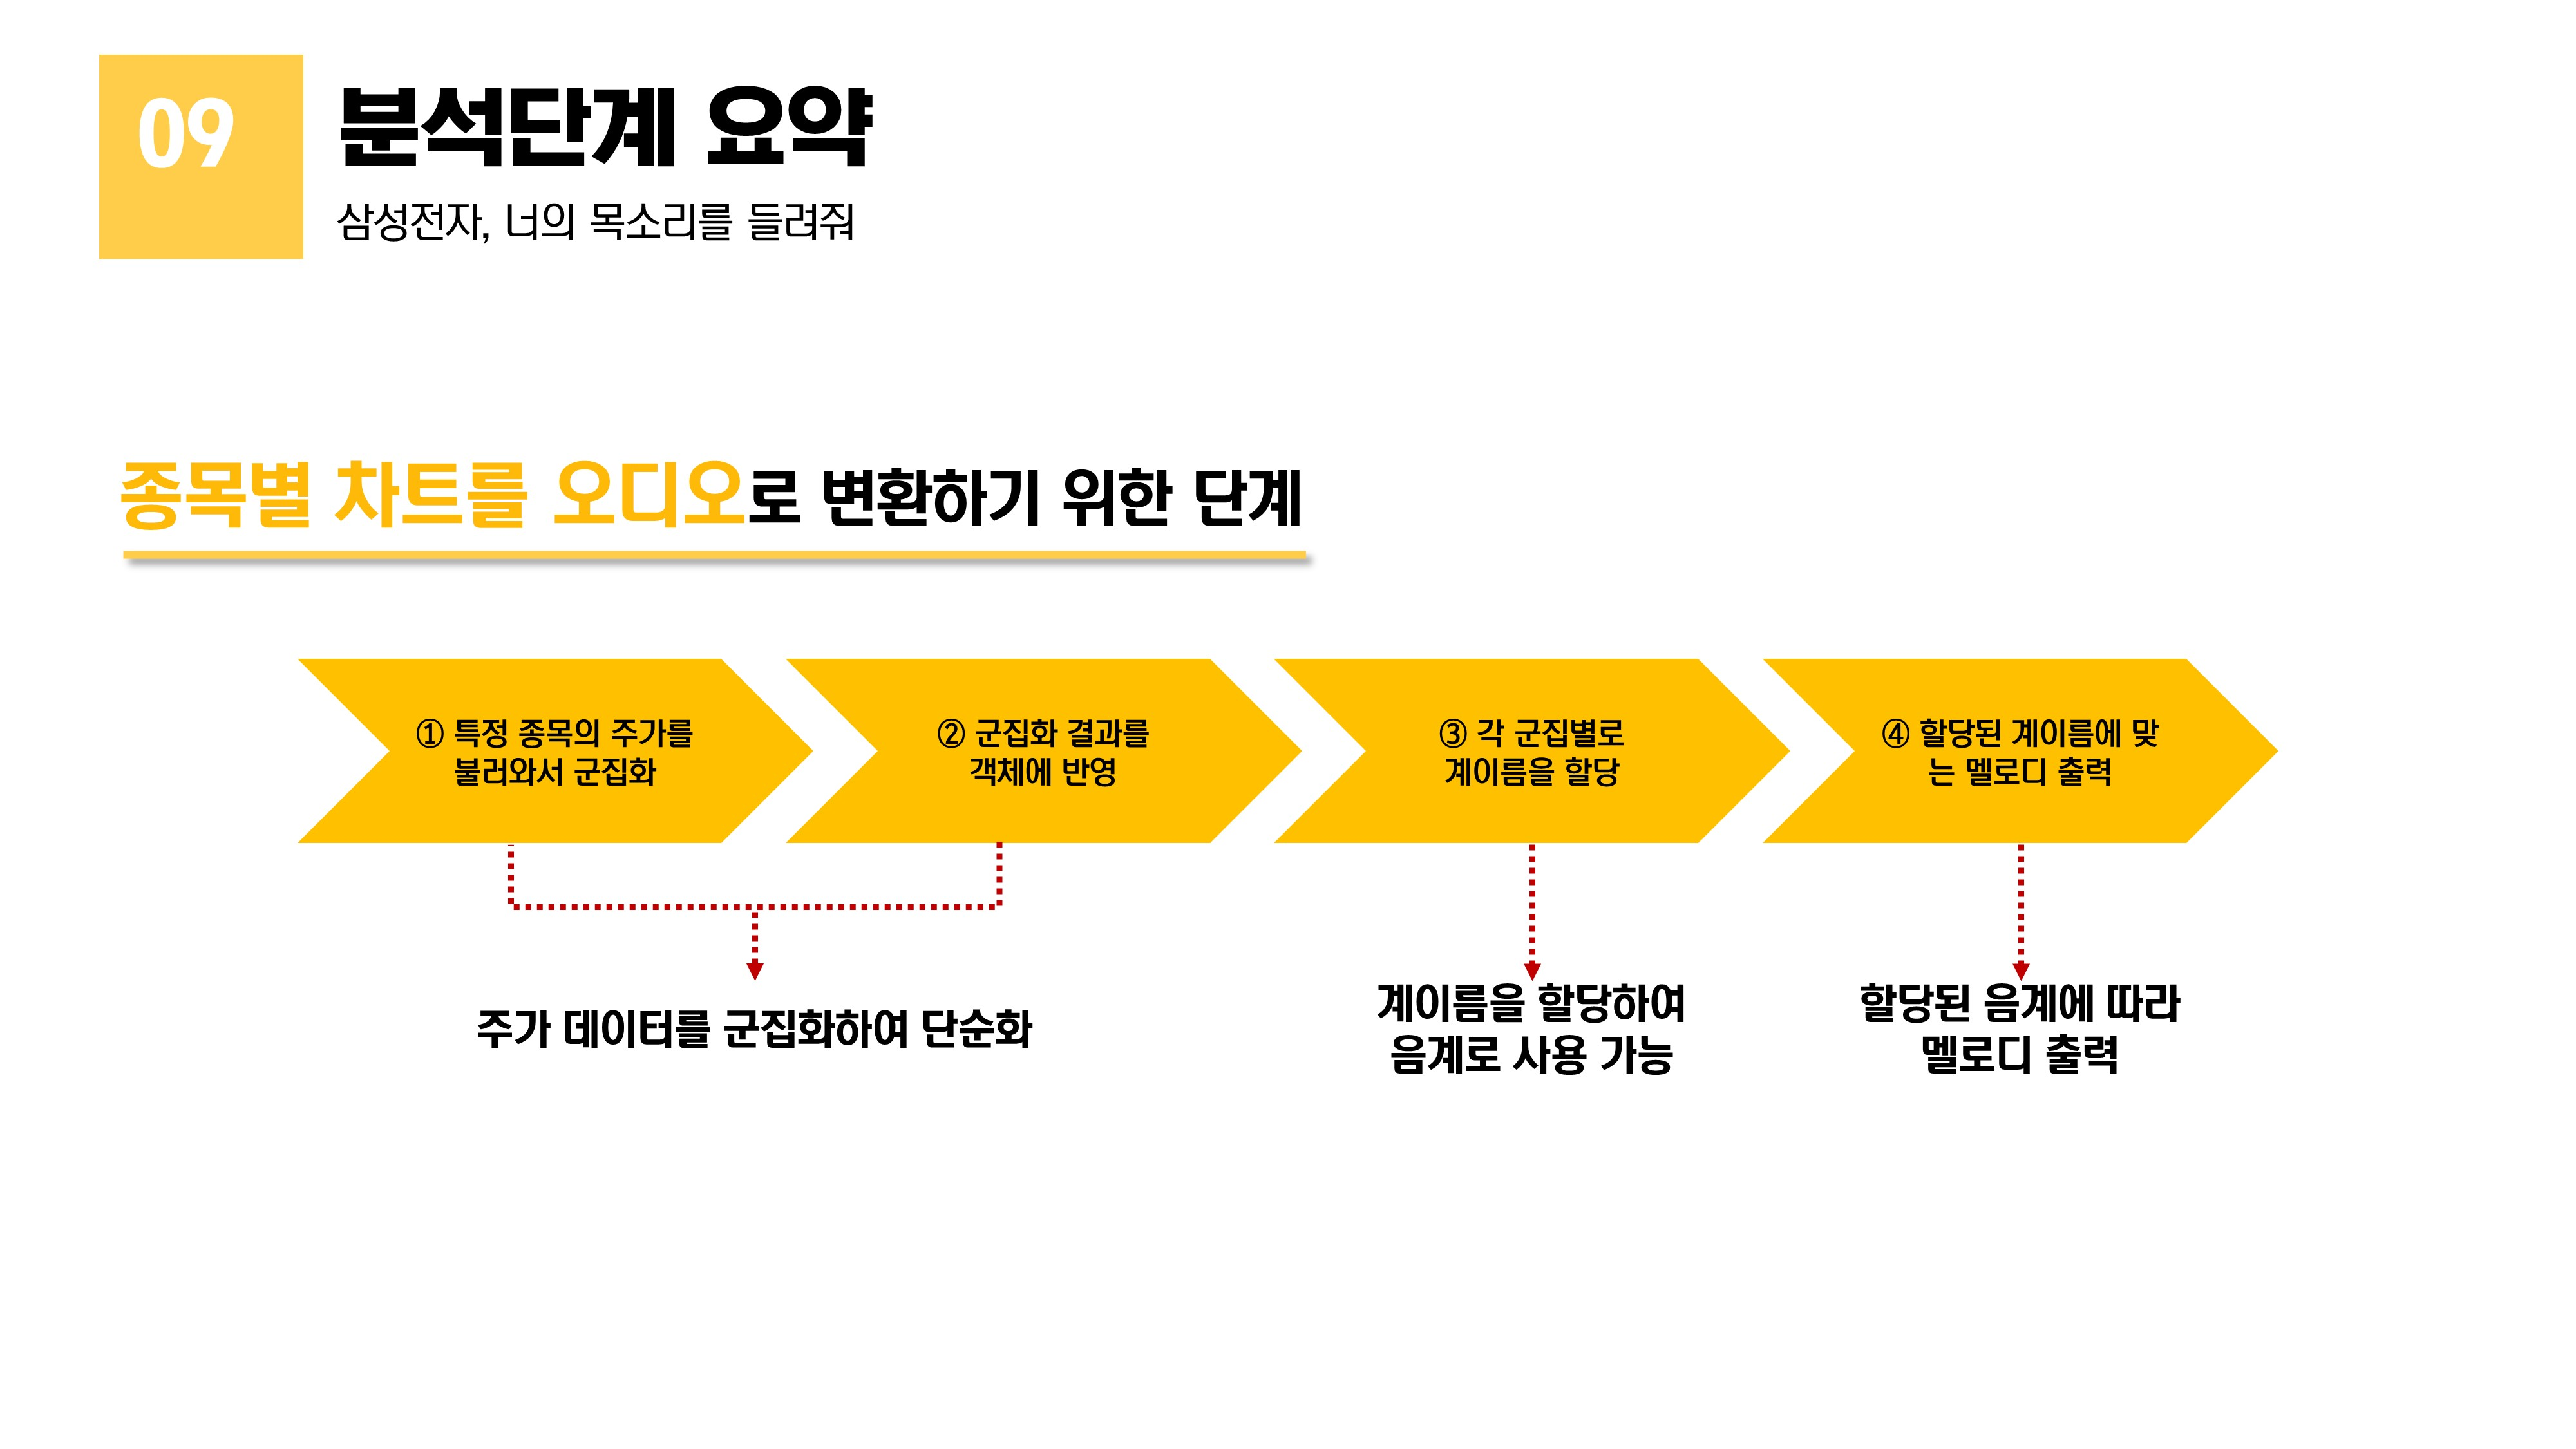 09
분석단계 요약
삼성전자, 너의 목소리를 들려줘
종목별 차트를 오디오로 변환하기 위한 단계
① 특정 종목의 주가를
불러와서 군집화
② 군집화 결과를
객체에 반영
③ 각 군집별로
계이름을 할당
④ 할당된 계이름에 맞
는 멜로디 출력
주가 데이터를 군집화하여 단순화
계이름을 할당하여
음계로 사용 가능
할당된 음계에 따라
멜로디 출력